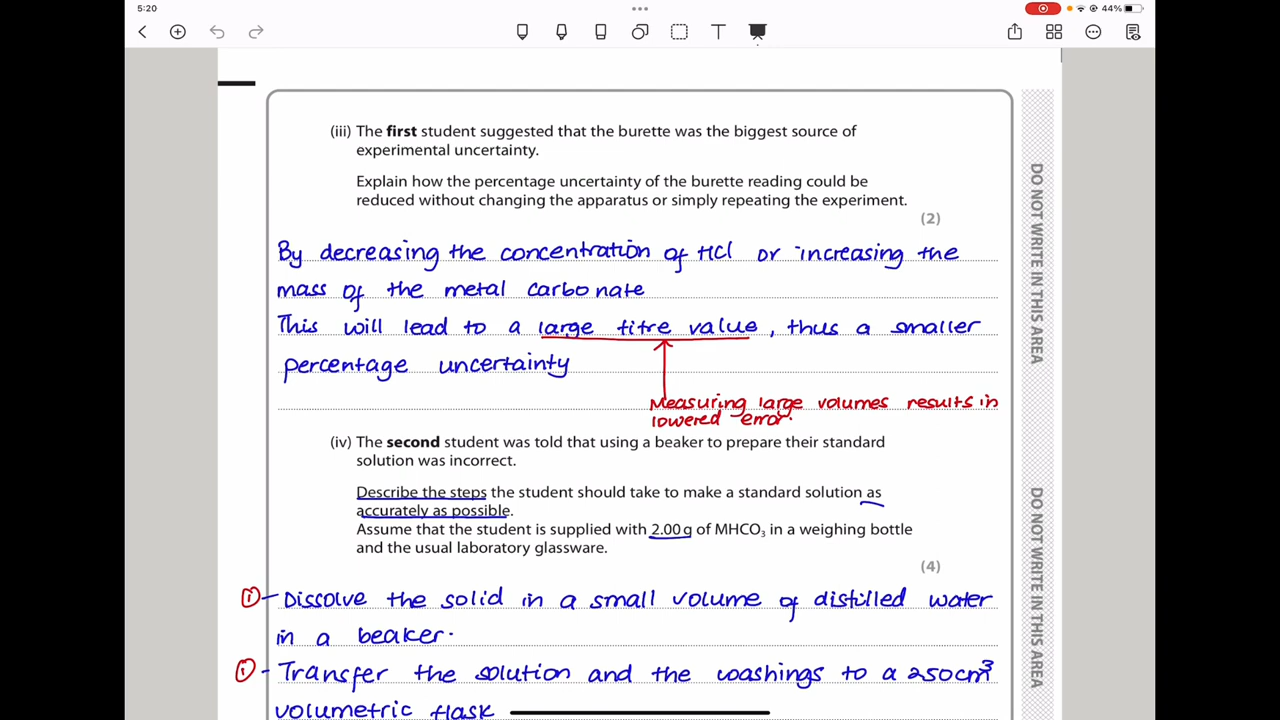 5:20
44%
T
(iii) The first student suggested that the burette was the biggest source of
experimental uncertainty.
Explain how the percentage uncertainty of the burette reading could be
reduced without changing the apparatus or simply repeating the experiment.
(2)
By decreasing the concentration of HCl or increasing the
mass of the metal carbonate
This will lead to a large titre value, thus a smaller
percentage uncertainty
Measuring large volumes results in
lowered error.
(iv) The second student was told that using a beaker to prepare their standard
solution was incorrect.
Describe the steps the student should take to make a standard solution as
accurately as possible.
Assume that the student is supplied with 2.00 g of MHCO₃ in a weighing bottle
and the usual laboratory glassware.
(4)
① - Dissolve the solid in a small volume of distilled water
in a beaker.
① - Transfer the solution and the washings to a 250cm³
volumetric flask
DO NOT WRITE IN THIS AREA
DO NOT WRITE IN THIS AREA